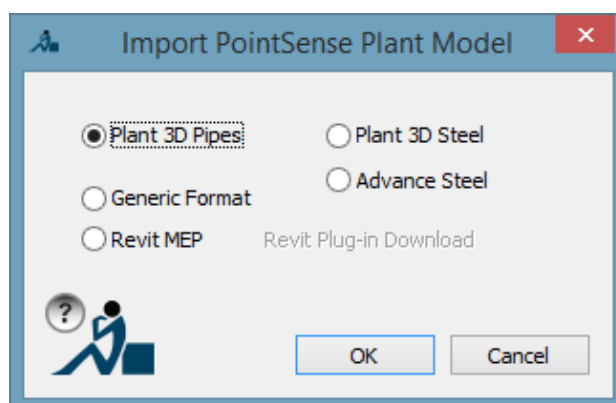 Import PointSense Plant Model
Plant 3D Pipes
Plant 3D Steel
Advance Steel
Generic Format
Revit MEP
Revit Plug-in Download
?
OK
Cancel